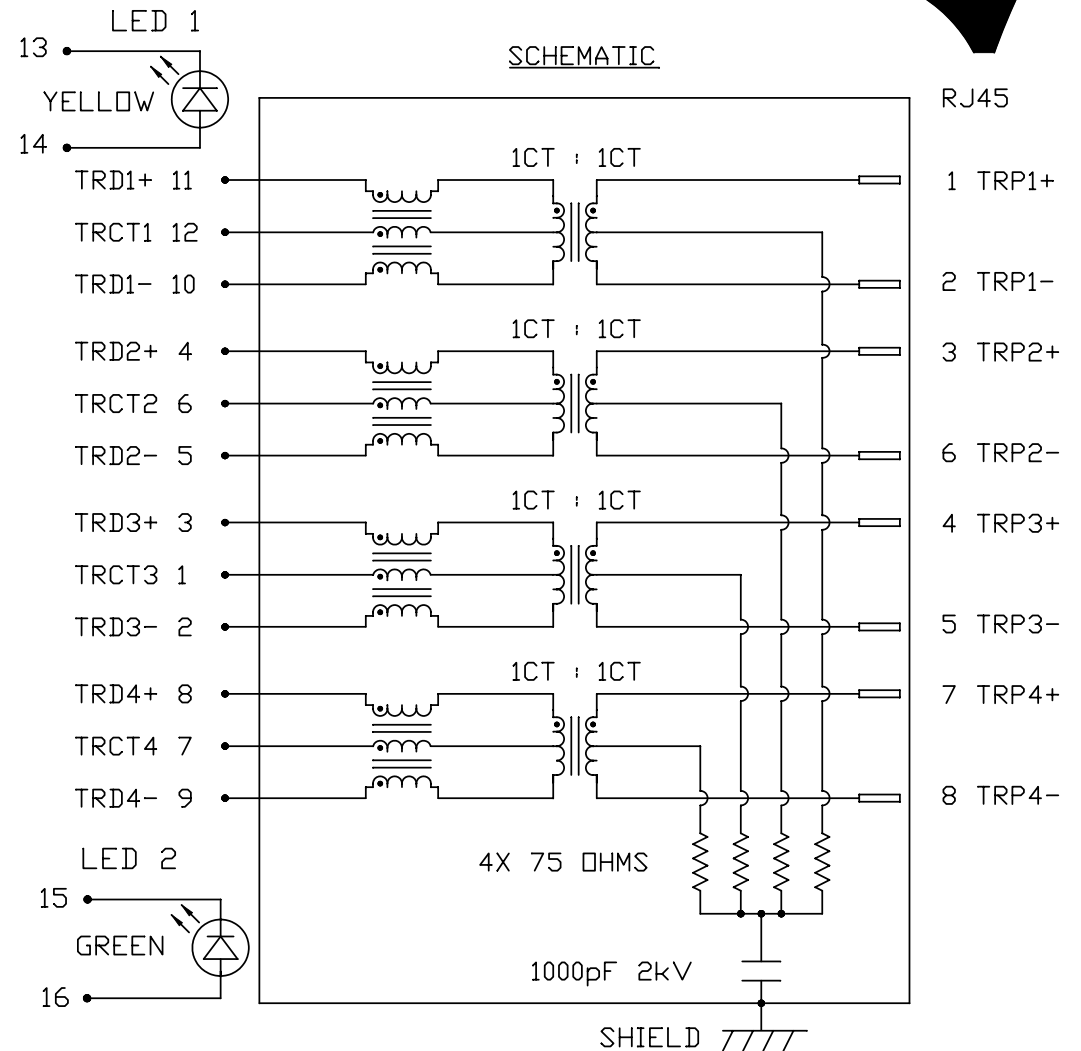 LED 1
13
SCHEMATIC
YELLOW
RJ45
14
1CT : 1CT
TRD1+ 11
1 TRP1+
TRCT1 12
TRD1- 10
2 TRP1-
1CT : 1CT
TRD2+ 4
3 TRP2+
TRCT2 6
TRD2- 5
6 TRP2-
1CT : 1CT
TRD3+ 3
4 TRP3+
TRCT3 1
TRD3- 2
5 TRP3-
1CT : 1CT
TRD4+ 8
7 TRP4+
TRCT4 7
TRD4- 9
8 TRP4-
LED 2
4X 75 OHMS
15
GREEN
1000pF 2kV
16
SHIELD